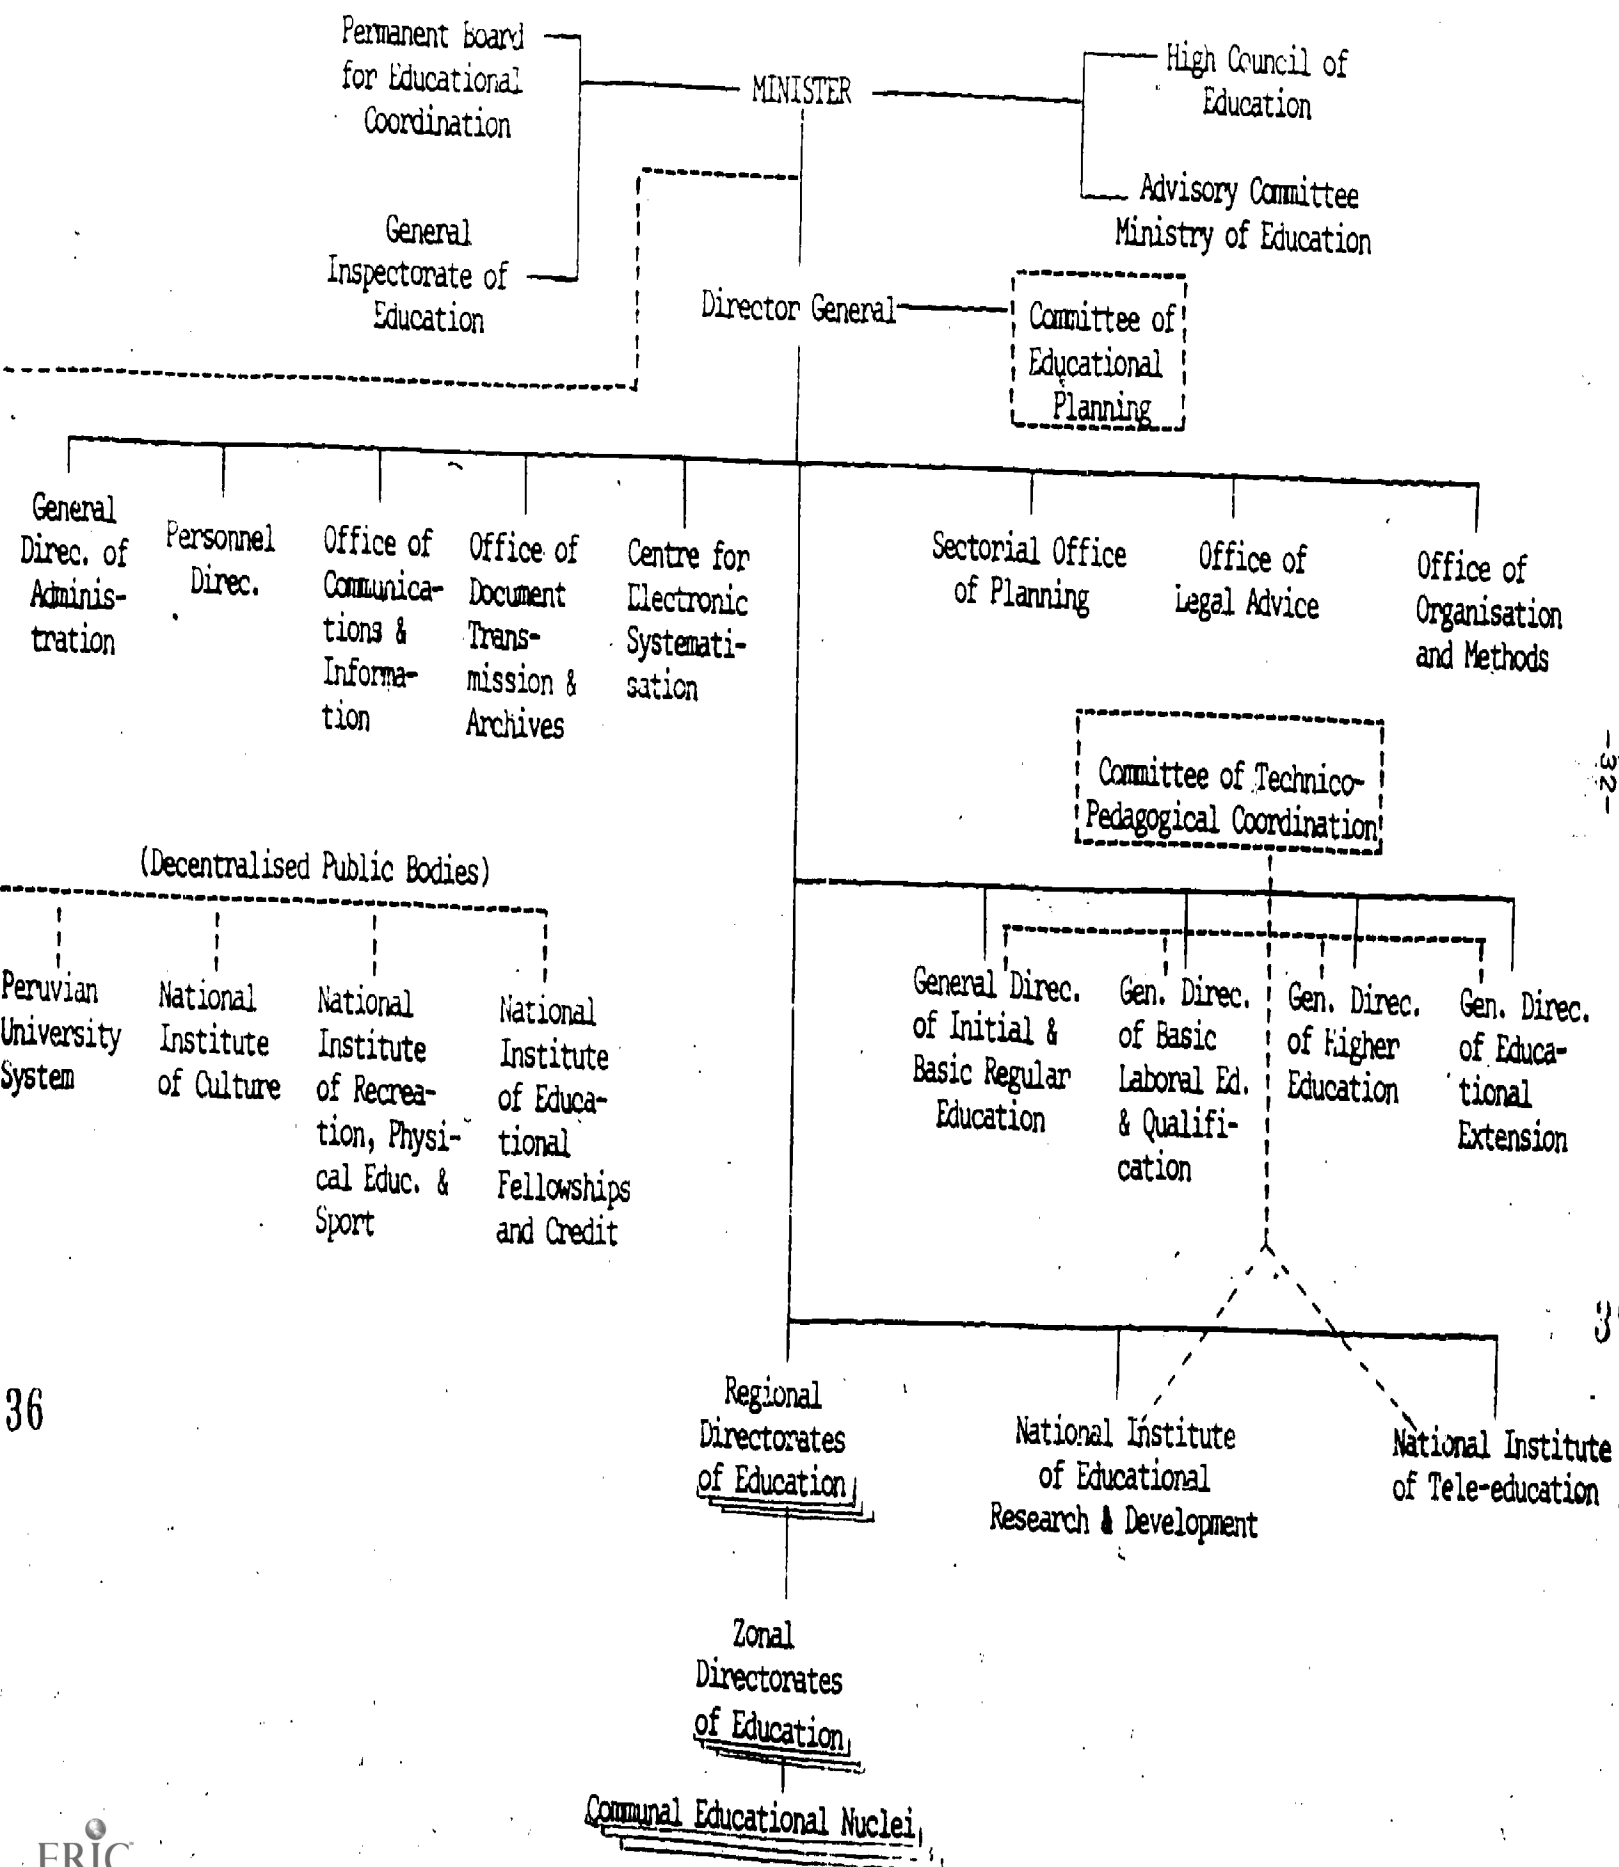 Permanent Board
for Educational
Coordination
MINISTER
High Council of
Education
Advisory Committee
Ministry of Education
General
Inspectorate of
Education
Director General
Committee of
Educational
Planning
General
Direc. of
Adminis-
tration
Personnel
Direc.
Office of
Communica-
tions &
Informa-
tion
Office of
Document
Trans-
mission &
Archives
Centre for
Electronic
Systemati-
sation
Sectorial Office
of Planning
Office of
Legal Advice
Office of
Organisation
and Methods
-32-
Committee of Technico-
Pedagogical Coordination
(Decentralised Public Bodies)
Peruvian
University
System
National
Institute
of Culture
National
Institute
of Recrea-
tion, Physi-
cal Educ. &
Sport
National
Institute
of Educa-
tional
Fellowships
and Credit
General Direc.
of Initial &
Basic Regular
Education
Gen. Direc.
of Basic
Laboral Ed.
& Qualifi-
cation
Gen. Direc.
of Higher
Education
Gen. Direc.
of Educa-
tional
Extension
36
Regional
Directorates
of Education
National Institute
of Educational
Research & Development
National Institute
of Tele-education
Zonal
Directorates
of Education
Communal Educational Nuclei
ERIC